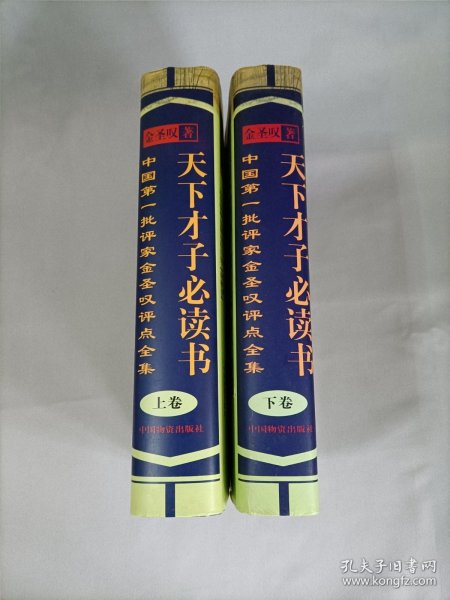 金圣叹 著
天下才子必读书
中国第一批评家金圣叹评点全集
上卷
中国物资出版社
金圣叹 著
天下才子必读书
中国第一批评家金圣叹评点全集
下卷
中国物资出版社
孔夫子旧书网
www.kongfz.com